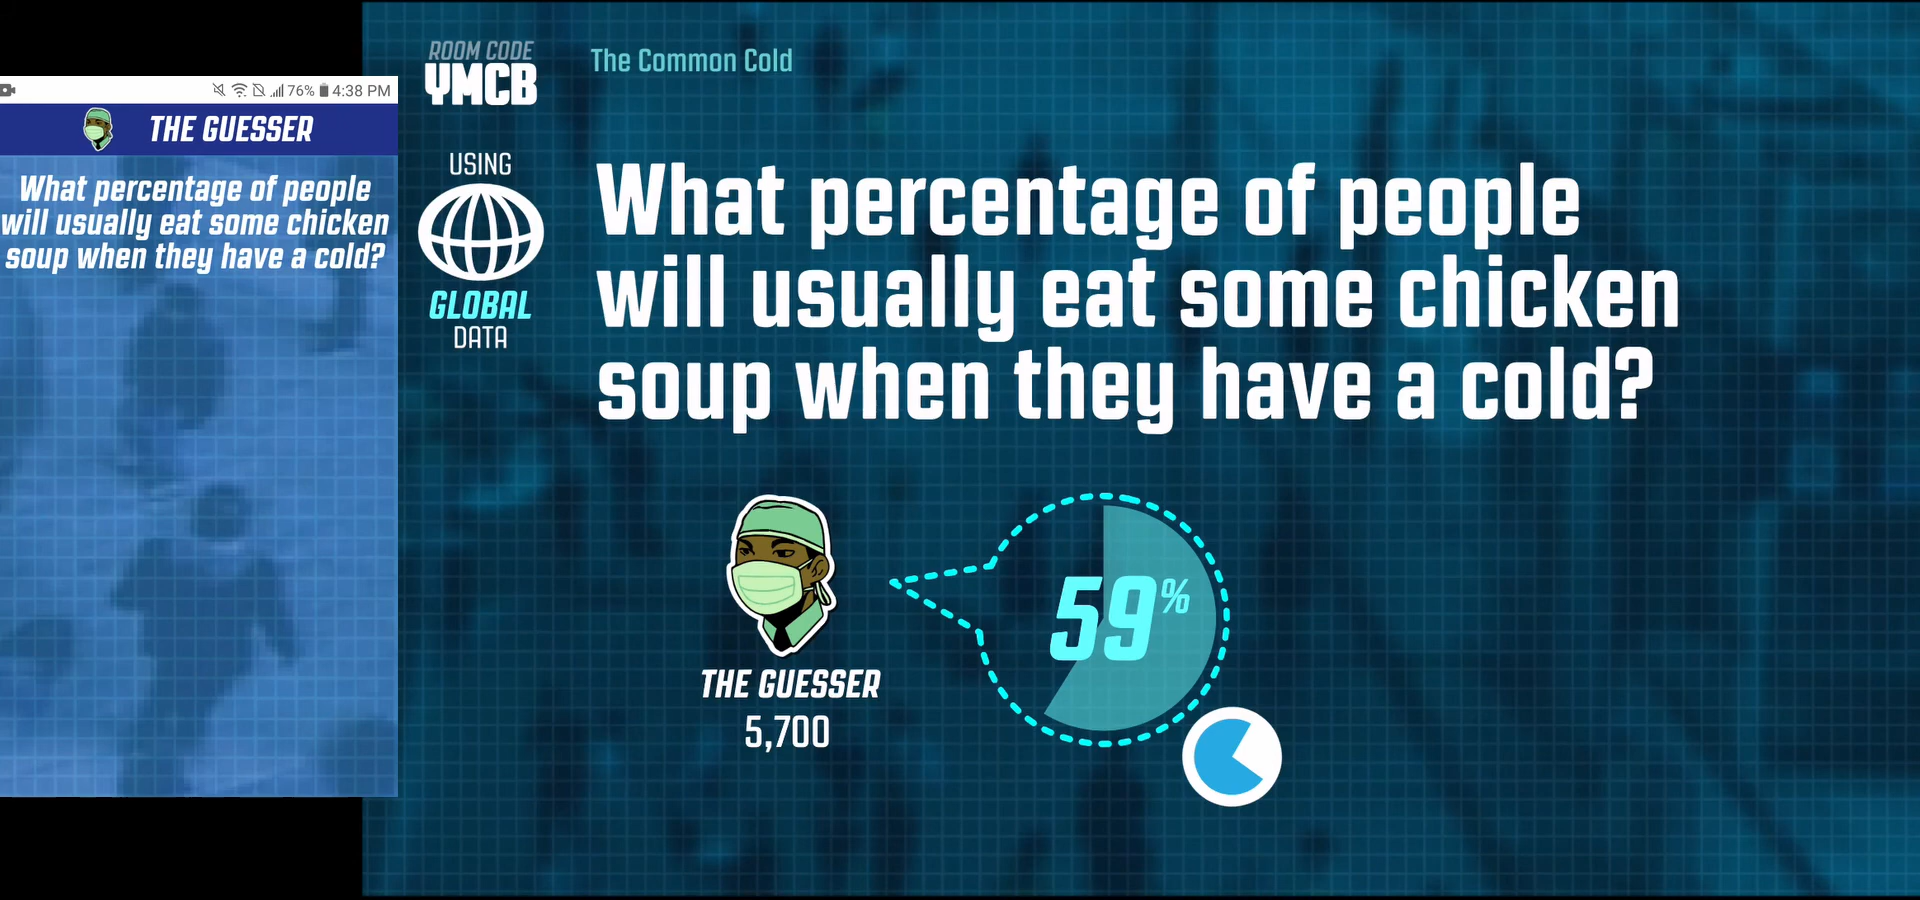 76% 4:38 PM
THE GUESSER
What percentage of people
will usually eat some chicken
soup when they have a cold?
ROOM CODE
YMCB
The Common Cold
USING
GLOBAL
DATA
What percentage of people
will usually eat some chicken
soup when they have a cold?
59%
THE GUESSER
5,700